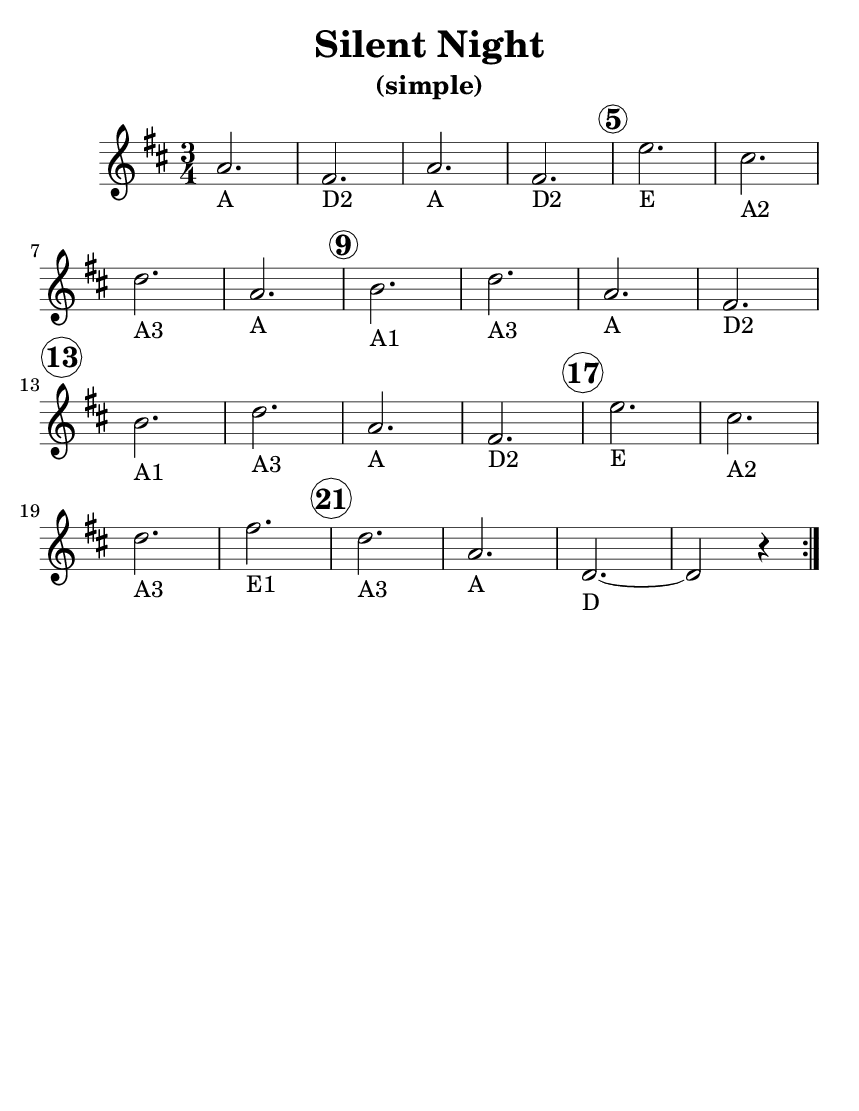 Silent Night
(simple)
5
3
4
A D2 A D2 E A2
7 9
A3 A A1 A3 A D2
13 17
13
A1 A3 A D2 E A2
19 21
A3 E1 A3 A D